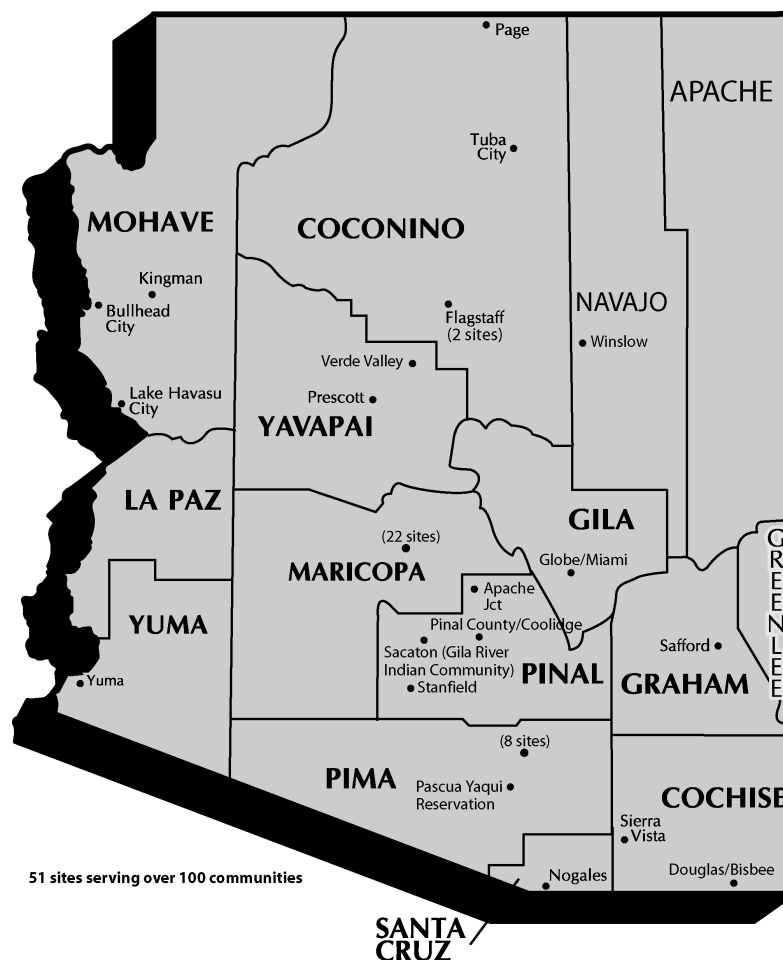 Page
APACHE
Tuba
City
MOHAVE
COCONINO
Kingman
Bullhead
City
NAVAJO
Flagstaff
(2 sites)
Winslow
Verde Valley
Lake Havasu
City
Prescott
YAVAPAI
LA PAZ
GILA
(22 sites)
GREENLEE
MARICOPA
Globe/Miami
Apache
Jct
YUMA
Pinal County/Coolidge
Sacaton (Gila River
Indian Community)
Safford
PINAL
GRAHAM
Yuma
Stanfield
(8 sites)
PIMA
Pascua Yaqui
Reservation
COCHISE
Sierra
Vista
51 sites serving over 100 communities
Nogales
Douglas/Bisbee
SANTA
CRUZ